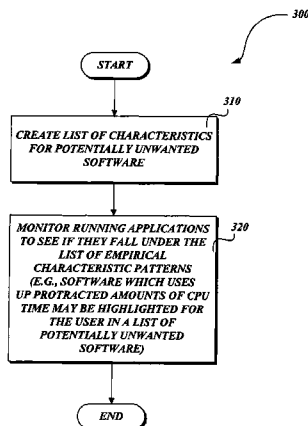 300
START
310
CREATE LIST OF CHARACTERISTICS
FOR POTENTIALLY UNWANTED
SOFTWARE
320
MONITOR RUNNING APPLICATIONS
TO SEE IF THEY FALL UNDER THE
LIST OF EMPIRICAL
CHARACTERISTIC PATTERNS
(E.G., SOFTWARE WHICH USES
UP PROTRACTED AMOUNTS OF CPU
TIME MAY BE HIGHLIGHTED FOR
THE USER IN A LIST OF
POTENTIALLY UNWANTED
SOFTWARE)
END